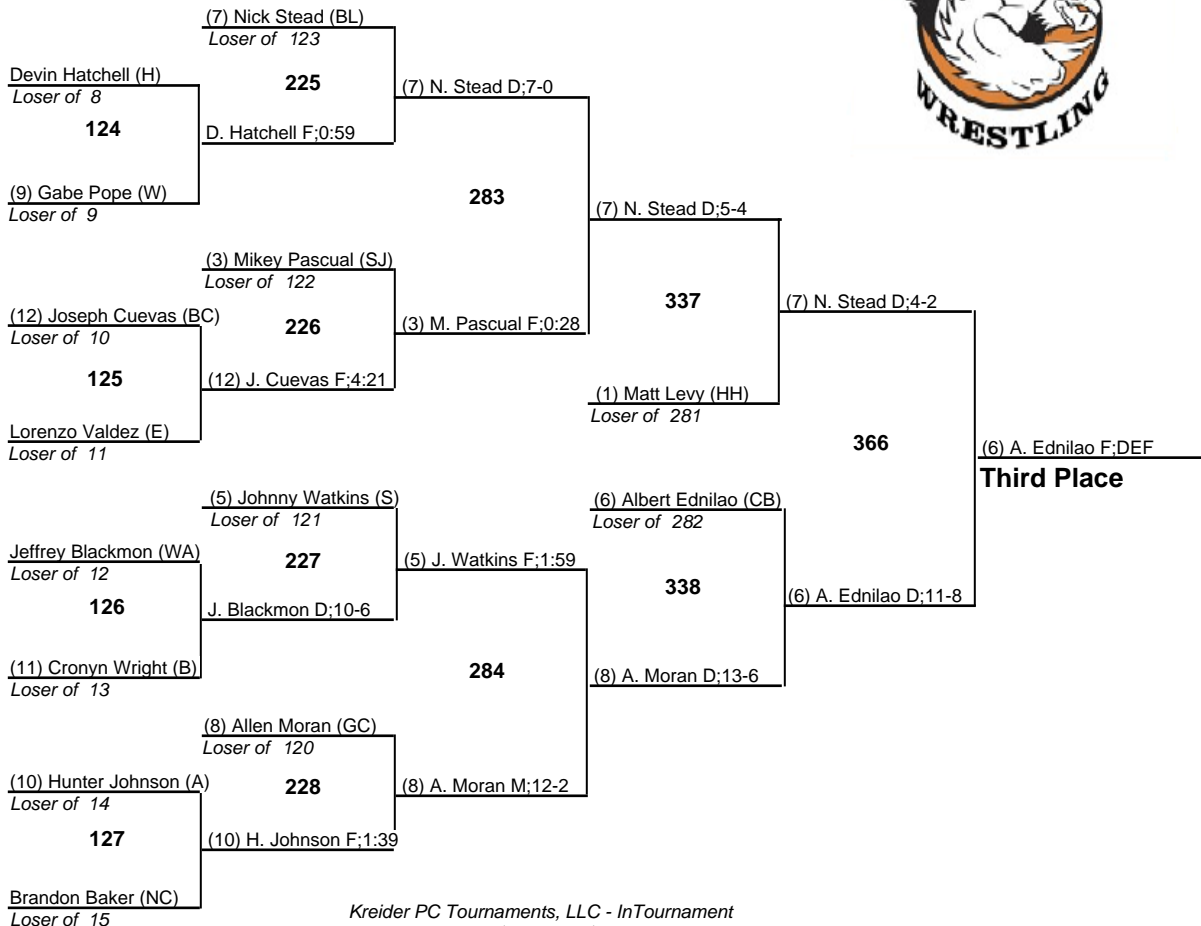 (7) Nick Stead (BL)
Loser of 123
Devin Hatchell (H)
Loser of 8
225
(7) N. Stead D;7-0
124
D. Hatchell F;0:59
WRESTLING
(9) Gabe Pope (W)
Loser of 9
283
(7) N. Stead D;5-4
(3) Mikey Pascual (SJ)
Loser of 122
(12) Joseph Cuevas (BC)
Loser of 10
226
(3) M. Pascual F;0:28
337
(7) N. Stead D;4-2
125
(12) J. Cuevas F;4:21
(1) Matt Levy (HH)
Loser of 281
Lorenzo Valdez (E)
Loser of 11
366
(6) A. Ednilao F;DEF
Third Place
(5) Johnny Watkins (S)
Loser of 121
(6) Albert Ednilao (CB)
Loser of 282
Jeffrey Blackmon (WA)
Loser of 12
227
(5) J. Watkins F;1:59
338
126
J. Blackmon D;10-6
(6) A. Ednilao D;11-8
(11) Cronyn Wright (B)
Loser of 13
284
(8) A. Moran D;13-6
(8) Allen Moran (GC)
Loser of 120
(10) Hunter Johnson (A)
Loser of 14
228
(8) A. Moran M;12-2
127
(10) H. Johnson F;1:39
Brandon Baker (NC)
Loser of 15
Kreider PC Tournaments, LLC - InTournament